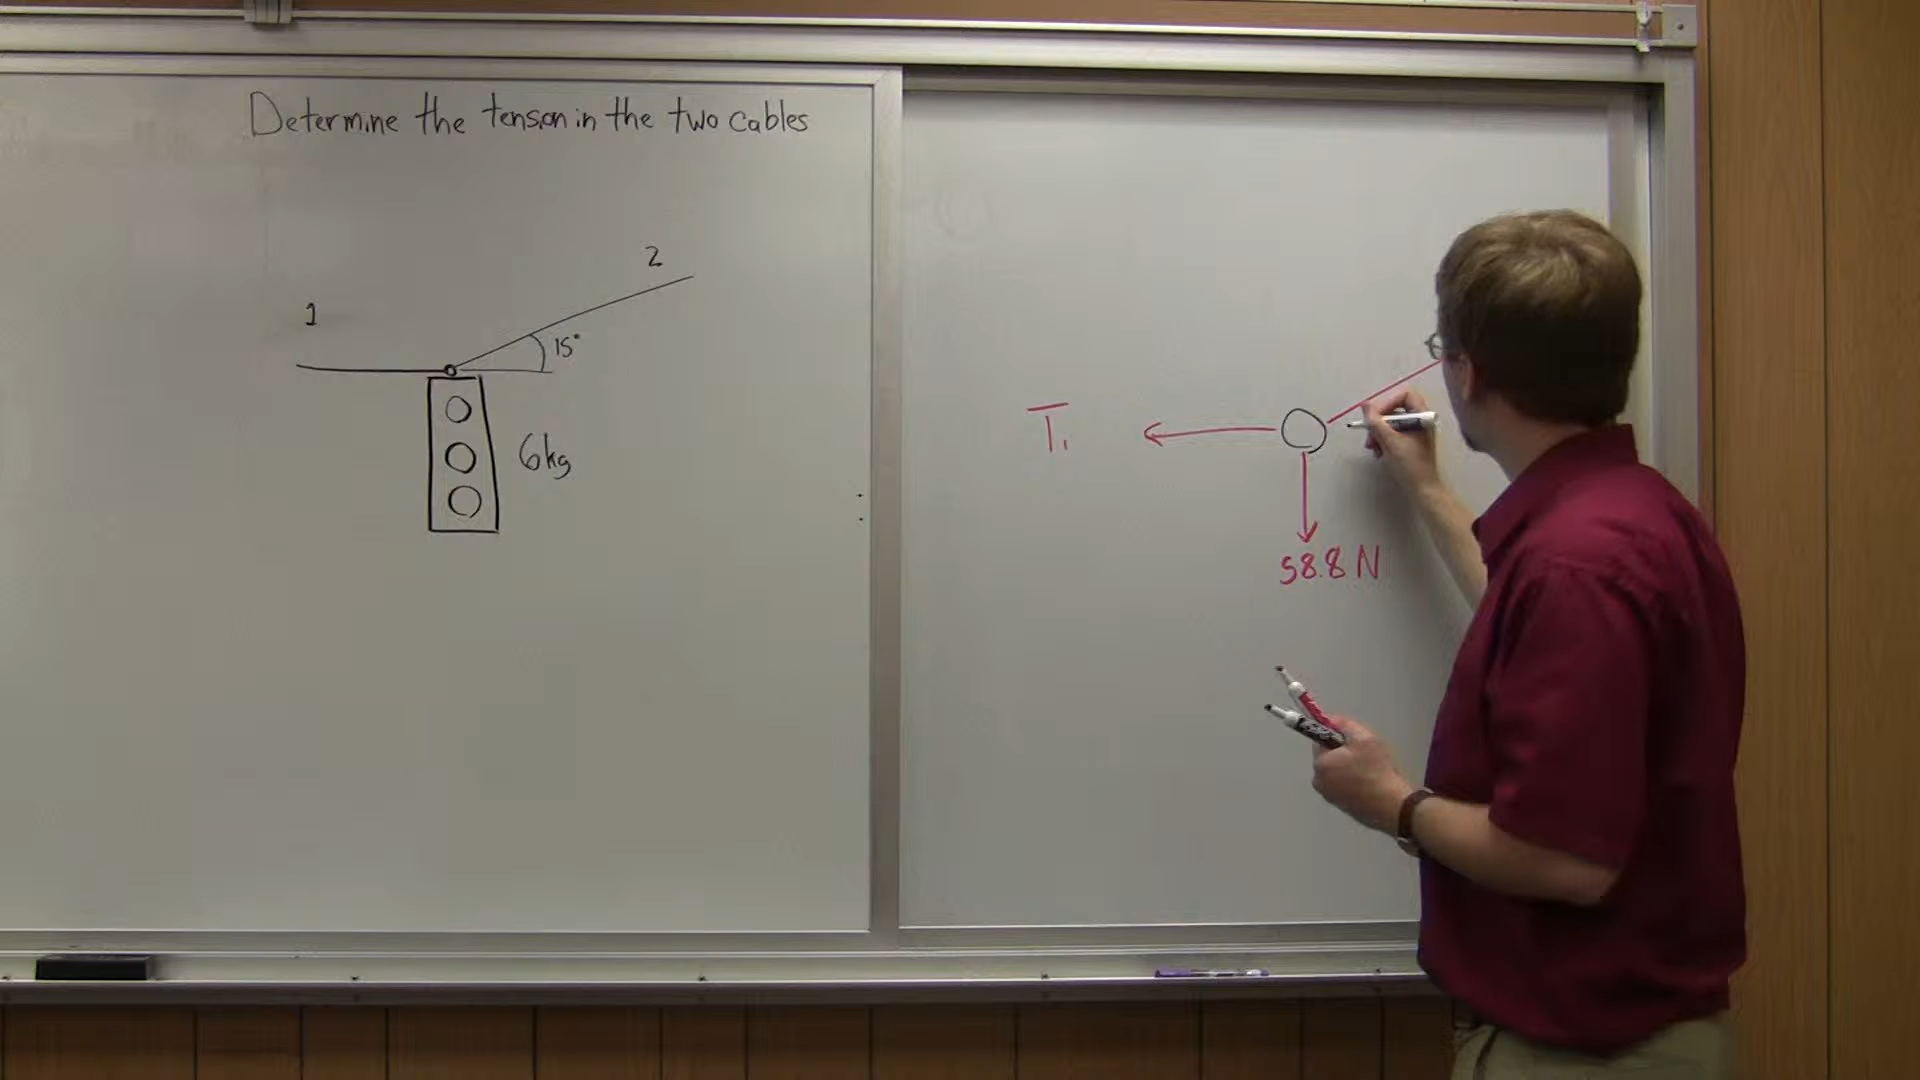 Determine the tension in the two cables
2
1
15°
6kg
T₁
58.8 N